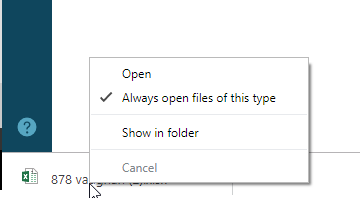 ?
Open
Always open files of this type
Show in folder
Cancel
878